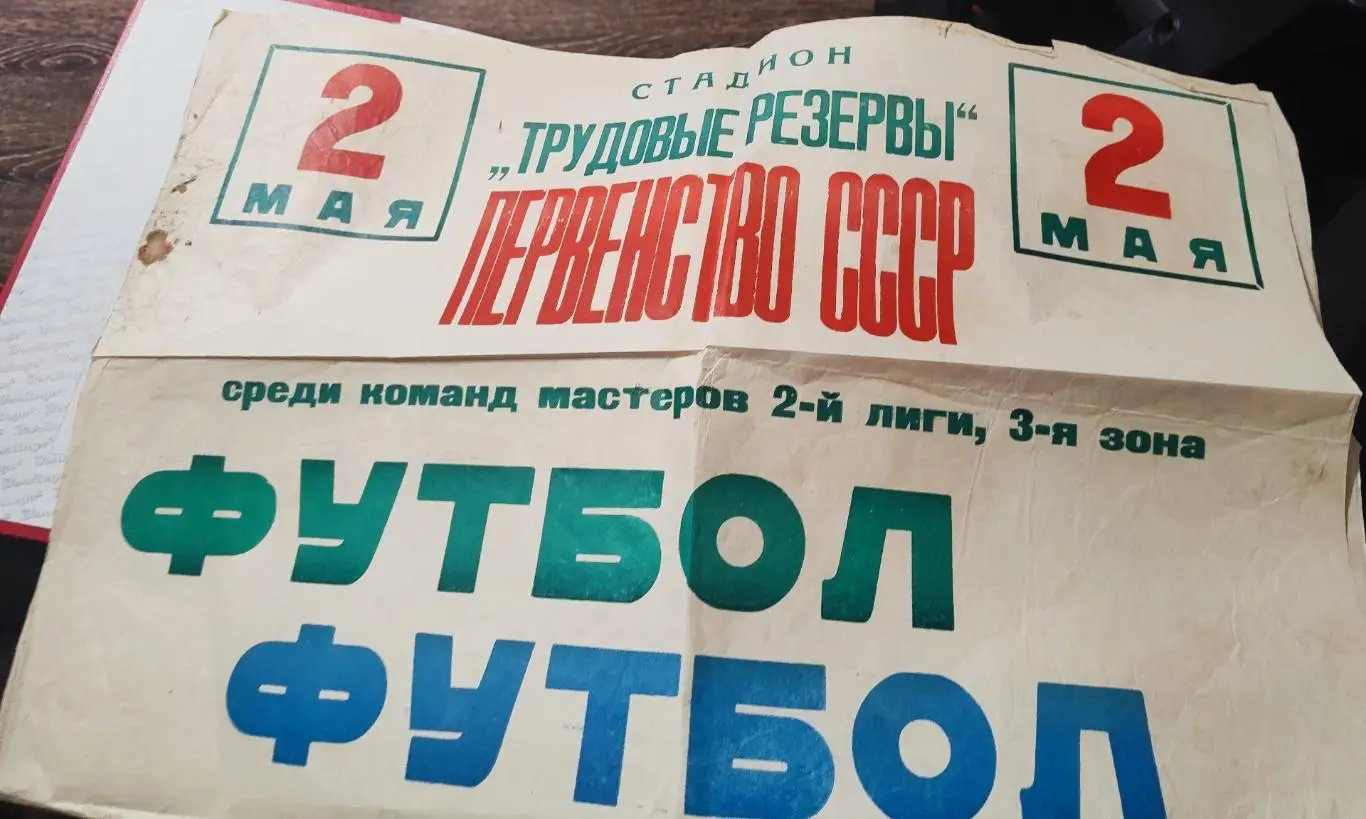 2
МАЯ
СТАДИОН
„ТРУДОВЫЕ РЕЗЕРВЫ“
ПЕРВЕНСТВО СССР
2
МАЯ
среди команд мастеров 2-й лиги, 3-я зона
ФУТБОЛ
ФУТБОЛ